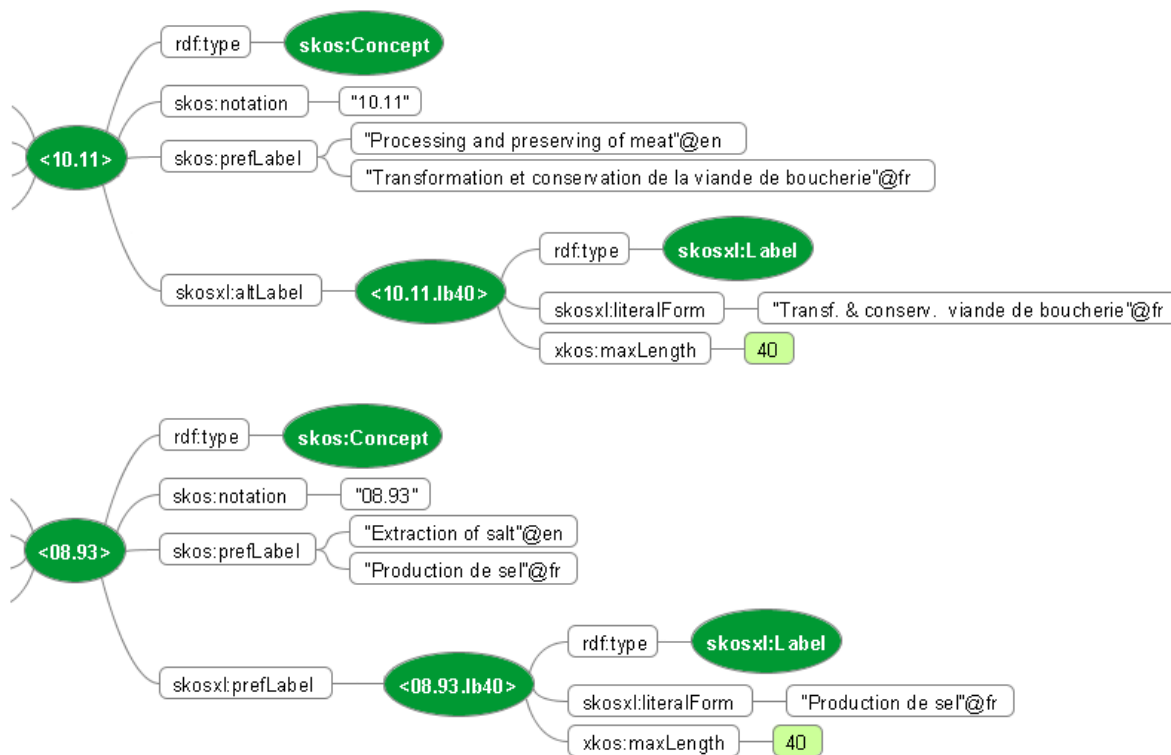 rdf:type
skos:Concept
skos:notation
"10.11"
<10.11>
skos:prefLabel
"Processing and preserving of meat"@en
"Transformation et conservation de la viande de boucherie"@fr
rdf:type
skosxl:Label
skosxl:altLabel
<10.11.lb40>
skosxl:literalForm
"Transf. & conserv.  viande de boucherie"@fr
xkos:maxLength
40
rdf:type
skos:Concept
skos:notation
"08.93"
<08.93>
skos:prefLabel
"Extraction of salt"@en
"Production de sel"@fr
rdf:type
skosxl:Label
skosxl:prefLabel
<08.93.lb40>
skosxl:literalForm
"Production de sel"@fr
xkos:maxLength
40